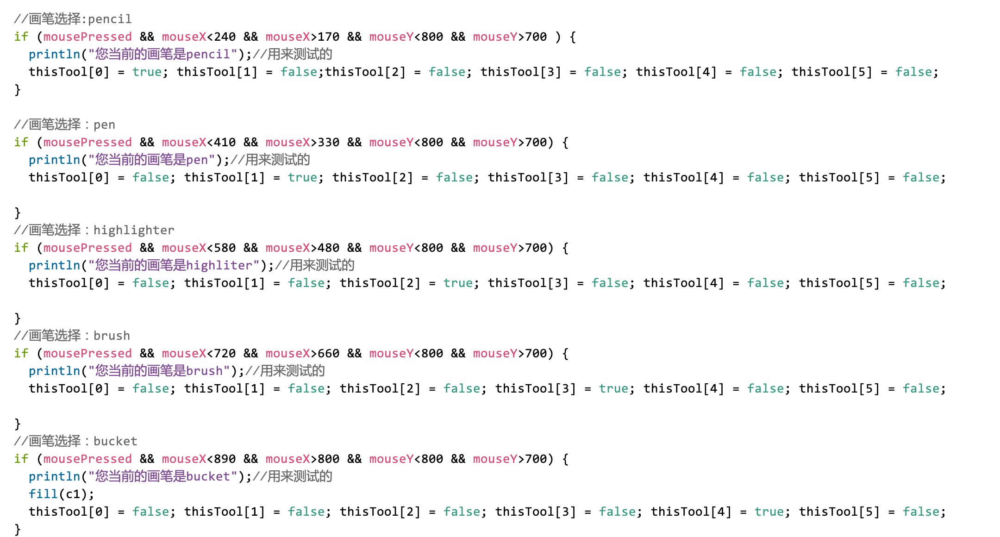 //画笔选择:pencil
if (mousePressed && mouseX<240 && mouseX>170 && mouseY<800 && mouseY>700 ) {
  println("您当前的画笔是pencil");//用来测试的
  thisTool[0] = true; thisTool[1] = false;thisTool[2] = false; thisTool[3] = false; thisTool[4] = false; thisTool[5] = false;
}

//画笔选择：pen
if (mousePressed && mouseX<410 && mouseX>330 && mouseY<800 && mouseY>700) {
  println("您当前的画笔是pen");//用来测试的
  thisTool[0] = false; thisTool[1] = true; thisTool[2] = false; thisTool[3] = false; thisTool[4] = false; thisTool[5] = false;

}
//画笔选择：highlighter
if (mousePressed && mouseX<580 && mouseX>480 && mouseY<800 && mouseY>700) {
  println("您当前的画笔是highliter");//用来测试的
  thisTool[0] = false; thisTool[1] = false; thisTool[2] = true; thisTool[3] = false; thisTool[4] = false; thisTool[5] = false;

}
//画笔选择：brush
if (mousePressed && mouseX<720 && mouseX>660 && mouseY<800 && mouseY>700) {
  println("您当前的画笔是brush");//用来测试的
  thisTool[0] = false; thisTool[1] = false; thisTool[2] = false; thisTool[3] = true; thisTool[4] = false; thisTool[5] = false;

}
//画笔选择：bucket
if (mousePressed && mouseX<890 && mouseX>800 && mouseY<800 && mouseY>700) {
  println("您当前的画笔是bucket");//用来测试的
  fill(c1);
  thisTool[0] = false; thisTool[1] = false; thisTool[2] = false; thisTool[3] = false; thisTool[4] = true; thisTool[5] = false;
}